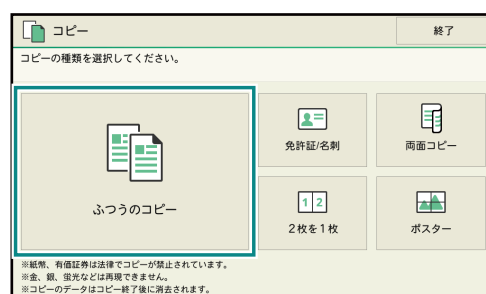 コピー
終了
コピーの種類を選択してください。
ふつうのコピー
免許証/名刺
両面コピー
1 2
2枚を1枚
ポスター
※紙幣、有価証券は法律でコピーが禁止されています。
※金、銀、蛍光などは再現できません。
※コピーのデータはコピー終了後に消去されます。